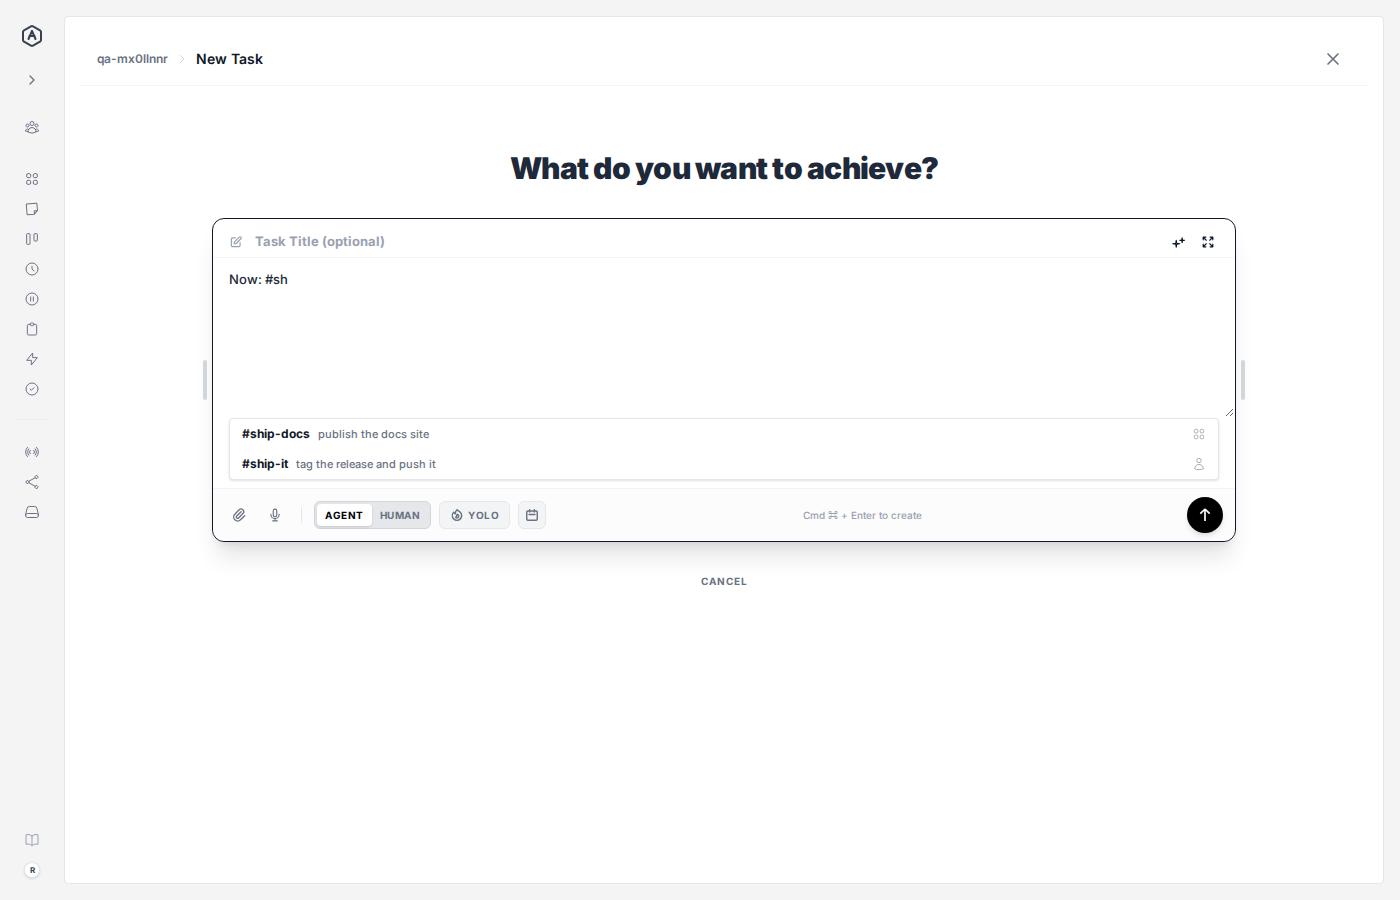 qa-mx0llnnr > New Task
What do you want to achieve?
Task Title (optional)
Now: #sh
#ship-docs publish the docs site
#ship-it tag the release and push it
AGENT HUMAN YOLO Cmd ⌘ + Enter to create
CANCEL
R